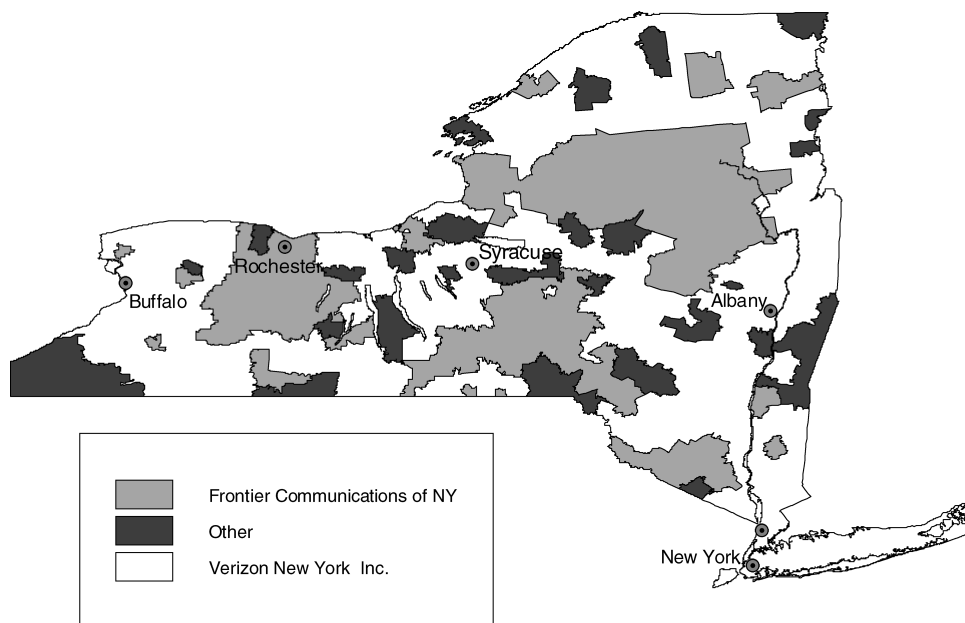 Syracuse
Rochester
Buffalo
Albany
Frontier Communications of NY
Other
Verizon New York Inc.
New York